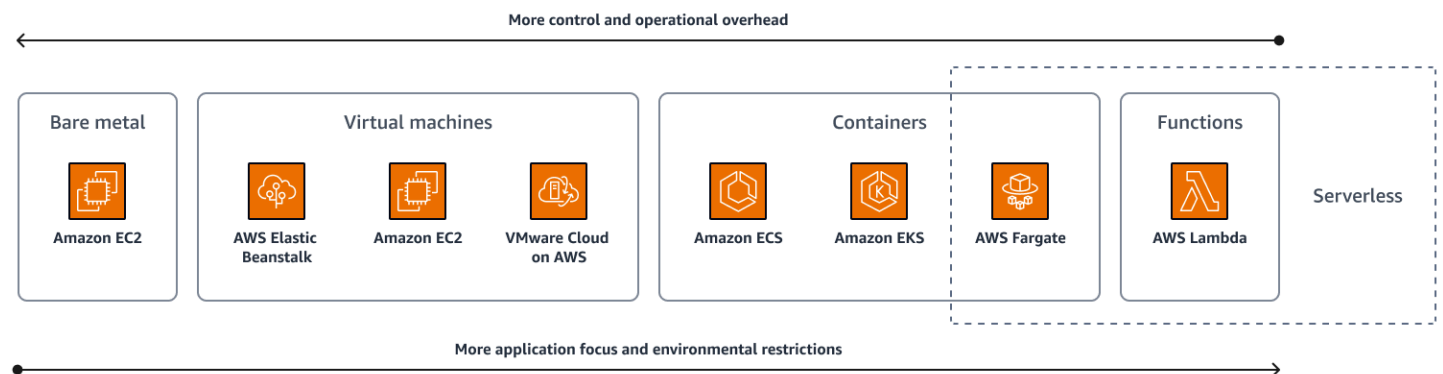 More control and operational overhead
Bare metal
Virtual machines
Containers
Functions
Serverless
Amazon EC2
AWS Elastic
Beanstalk
Amazon EC2
VMware Cloud
on AWS
Amazon ECS
K
Amazon EKS
AWS Fargate
AWS Lambda
More application focus and environmental restrictions